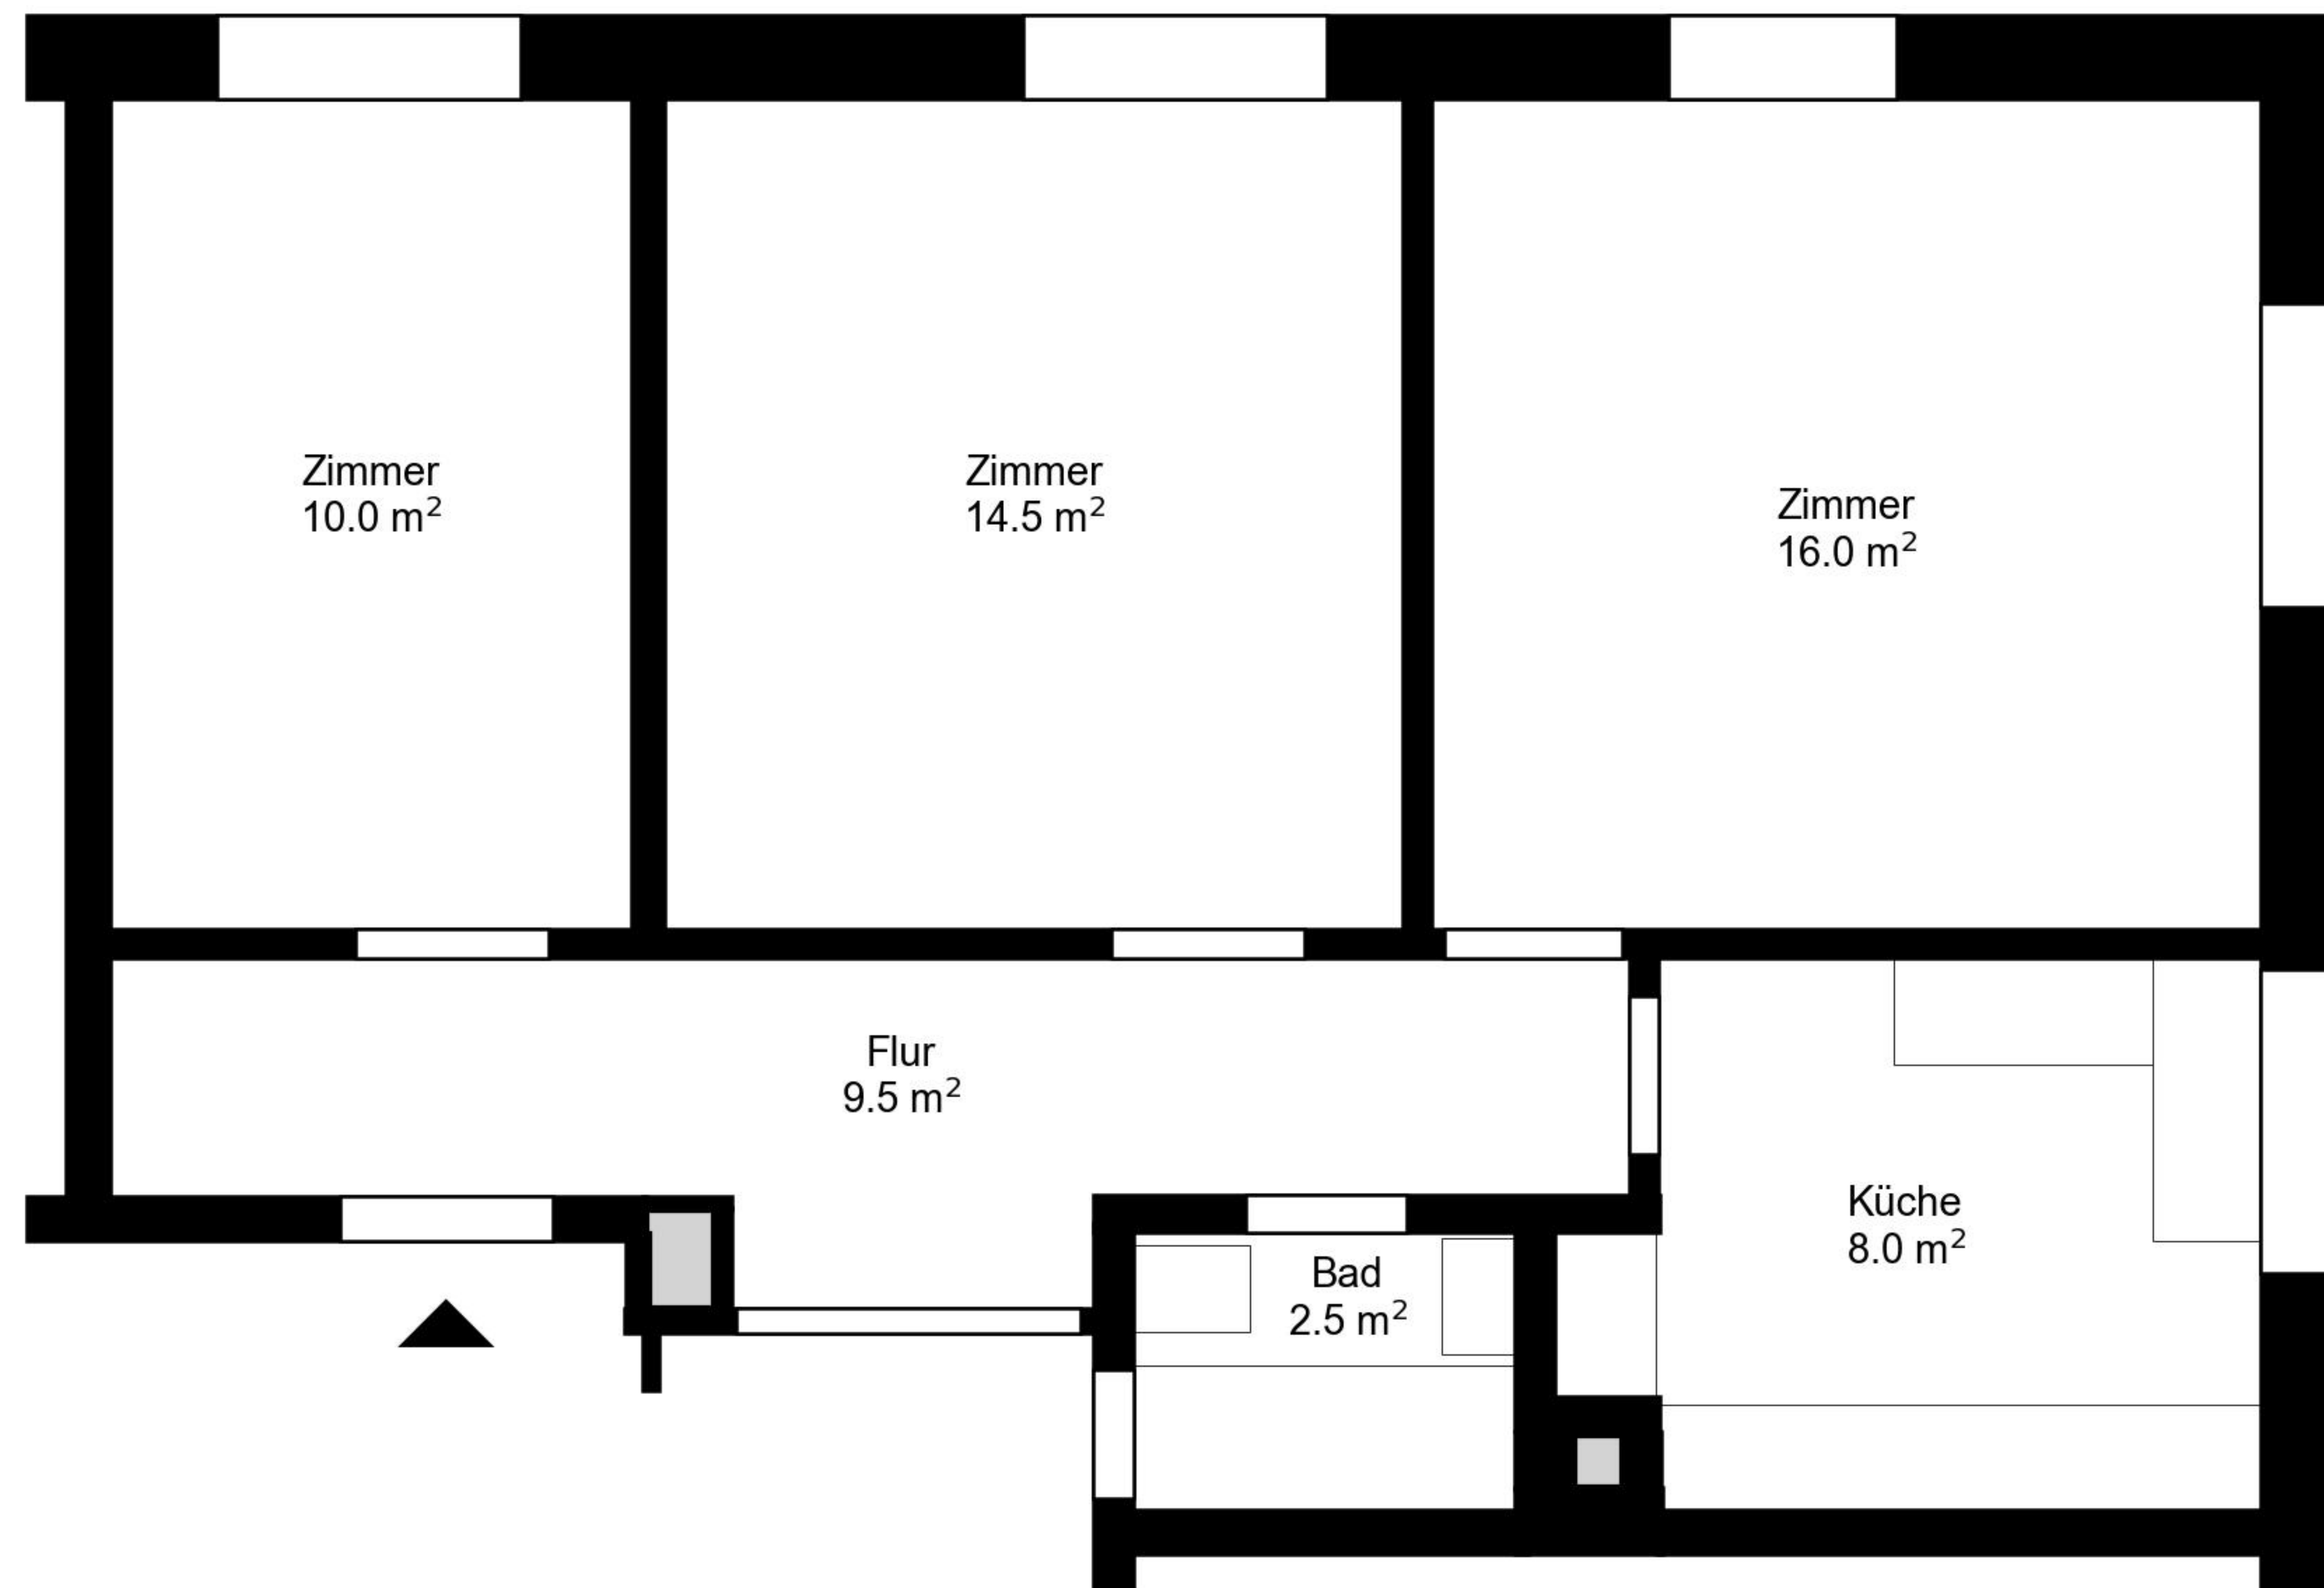 Zimmer
10.0 m²
Zimmer
14.5 m²
Zimmer
16.0 m²
Flur
9.5 m²
Küche
8.0 m²
Bad
2.5 m²